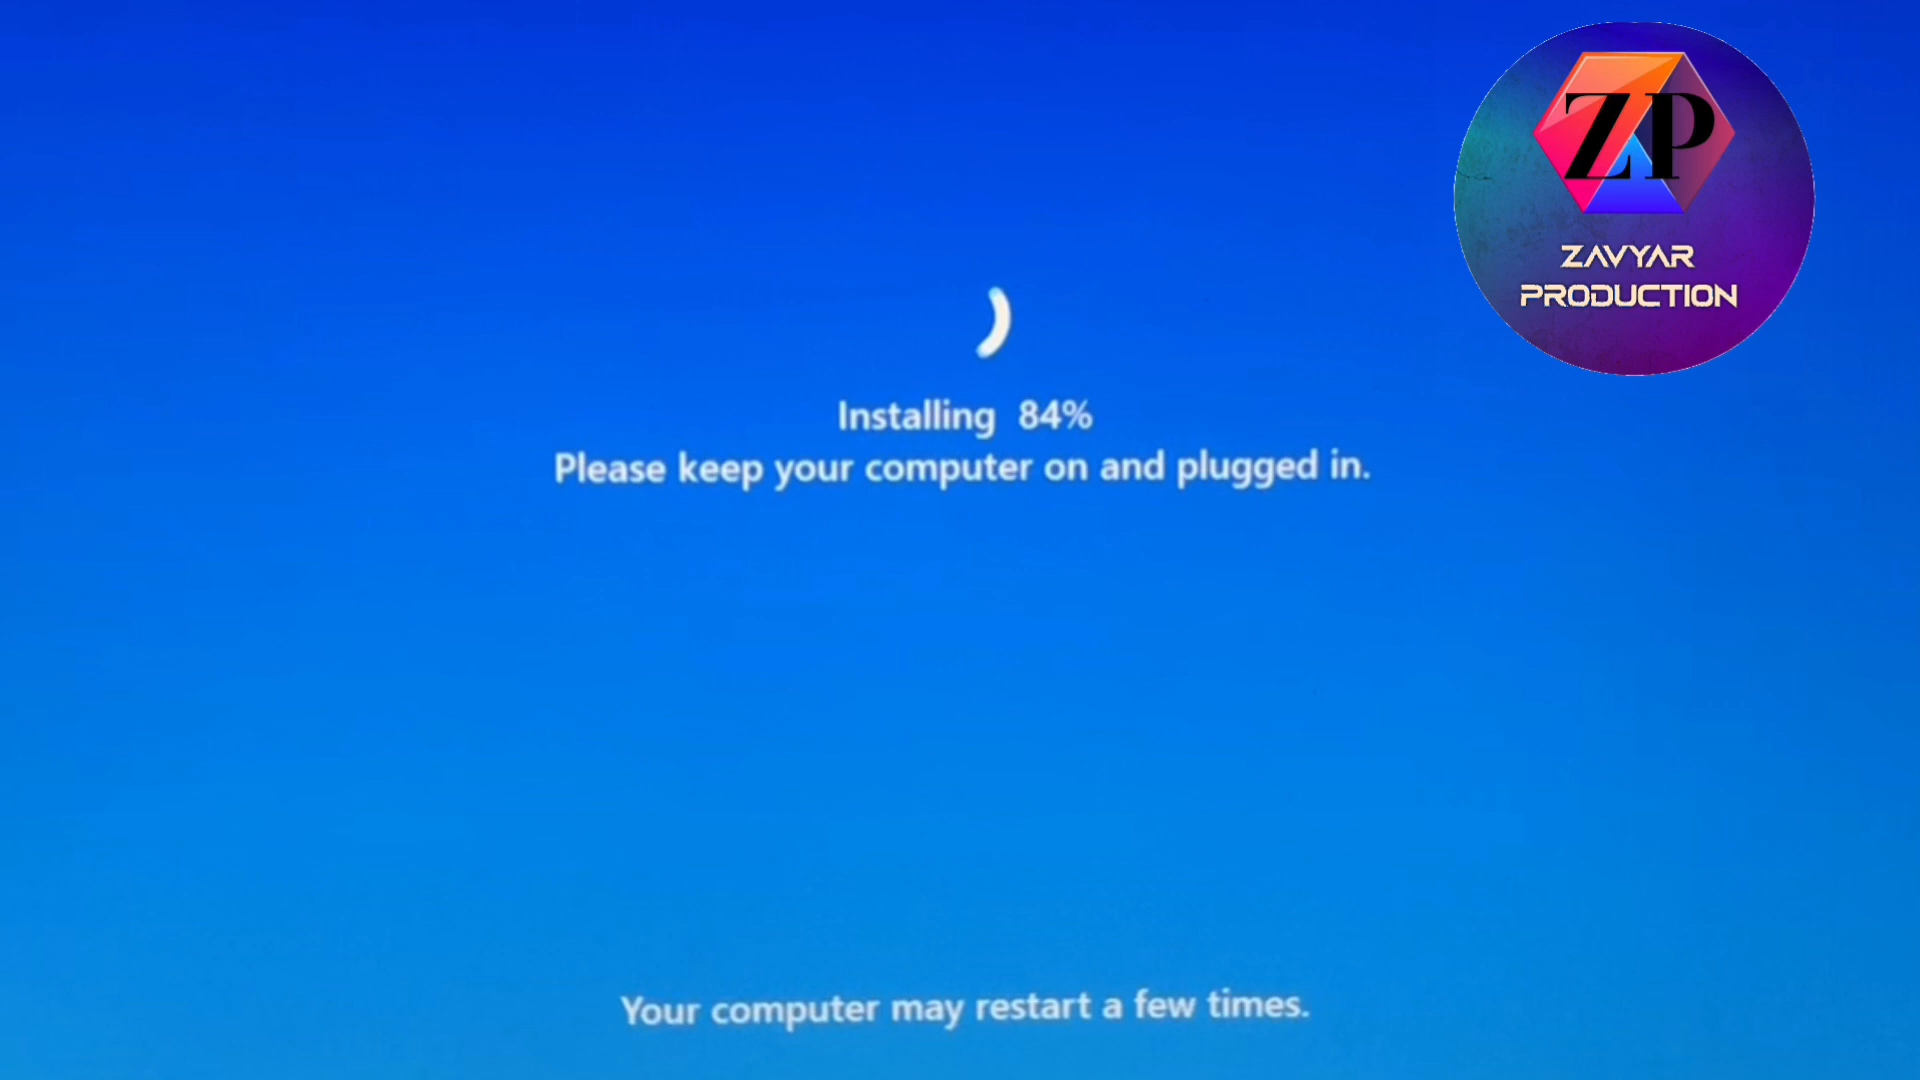 ZP
ZAVYAR
PRODUCTION
Installing 84%
Please keep your computer on and plugged in.
Your computer may restart a few times.